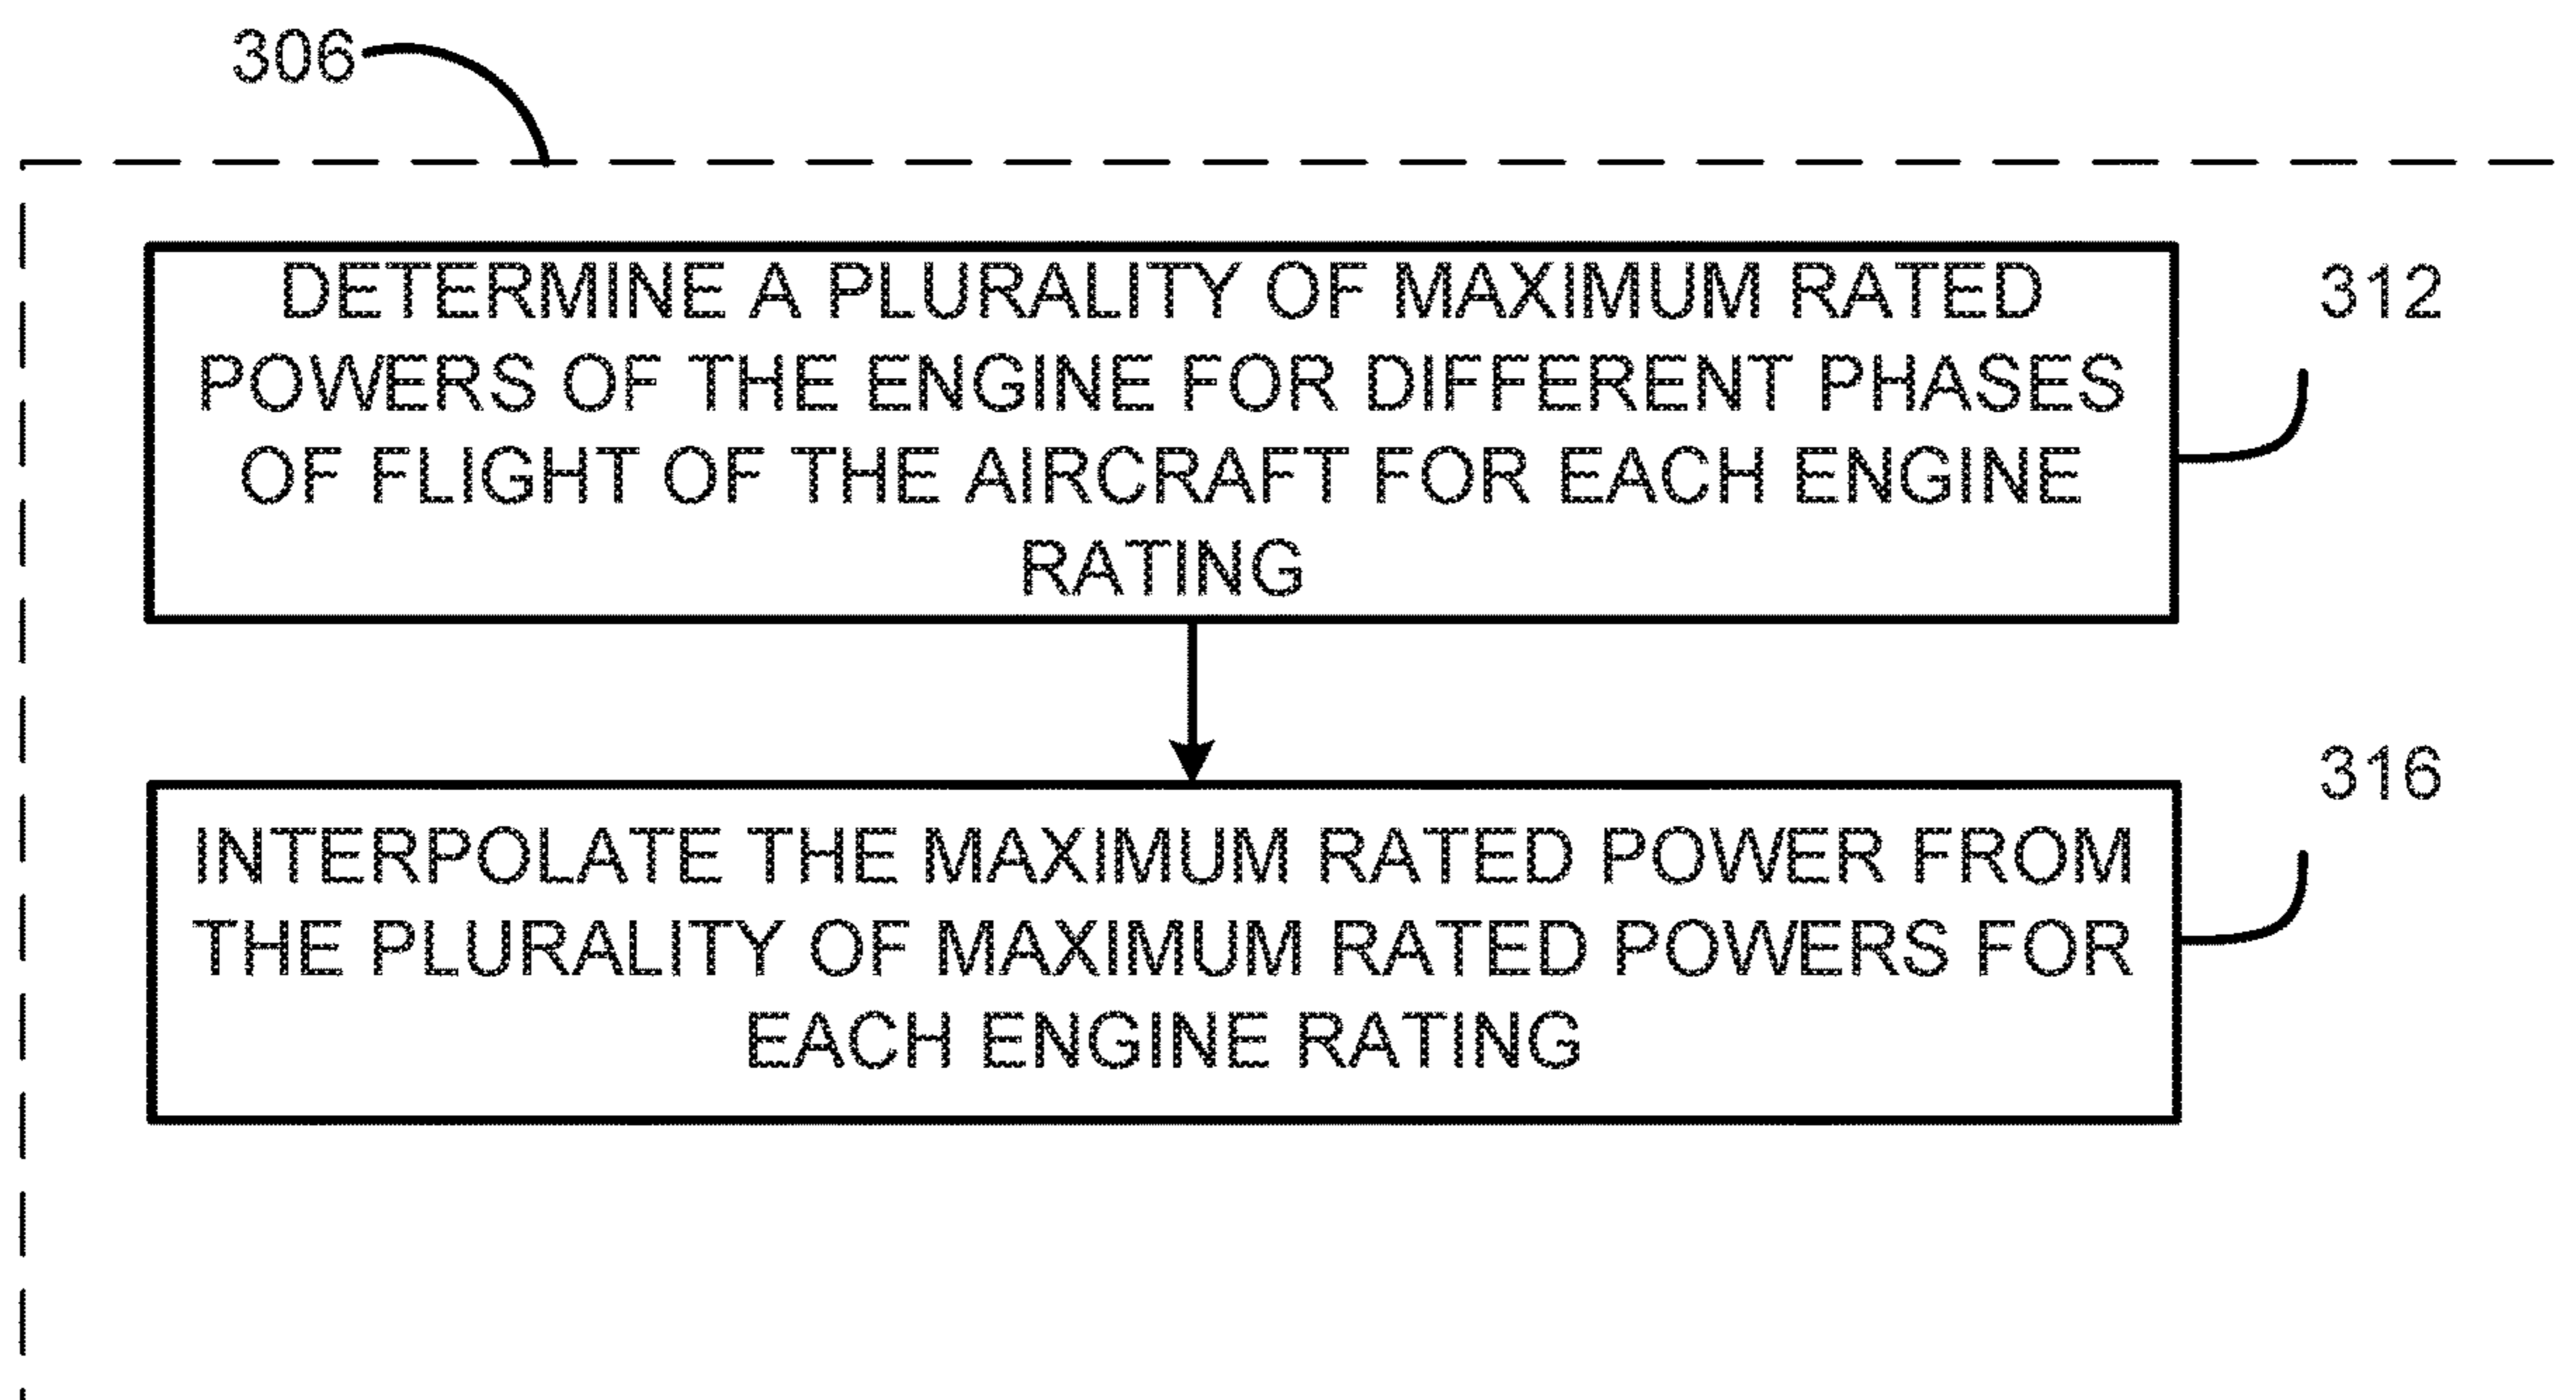 306
DETERMINE A PLURALITY OF MAXIMUM RATED
POWERS OF THE ENGINE FOR DIFFERENT PHASES
OF FLIGHT OF THE AIRCRAFT FOR EACH ENGINE
RATING
312
INTERPOLATE THE MAXIMUM RATED POWER FROM
THE PLURALITY OF MAXIMUM RATED POWERS FOR
EACH ENGINE RATING
316